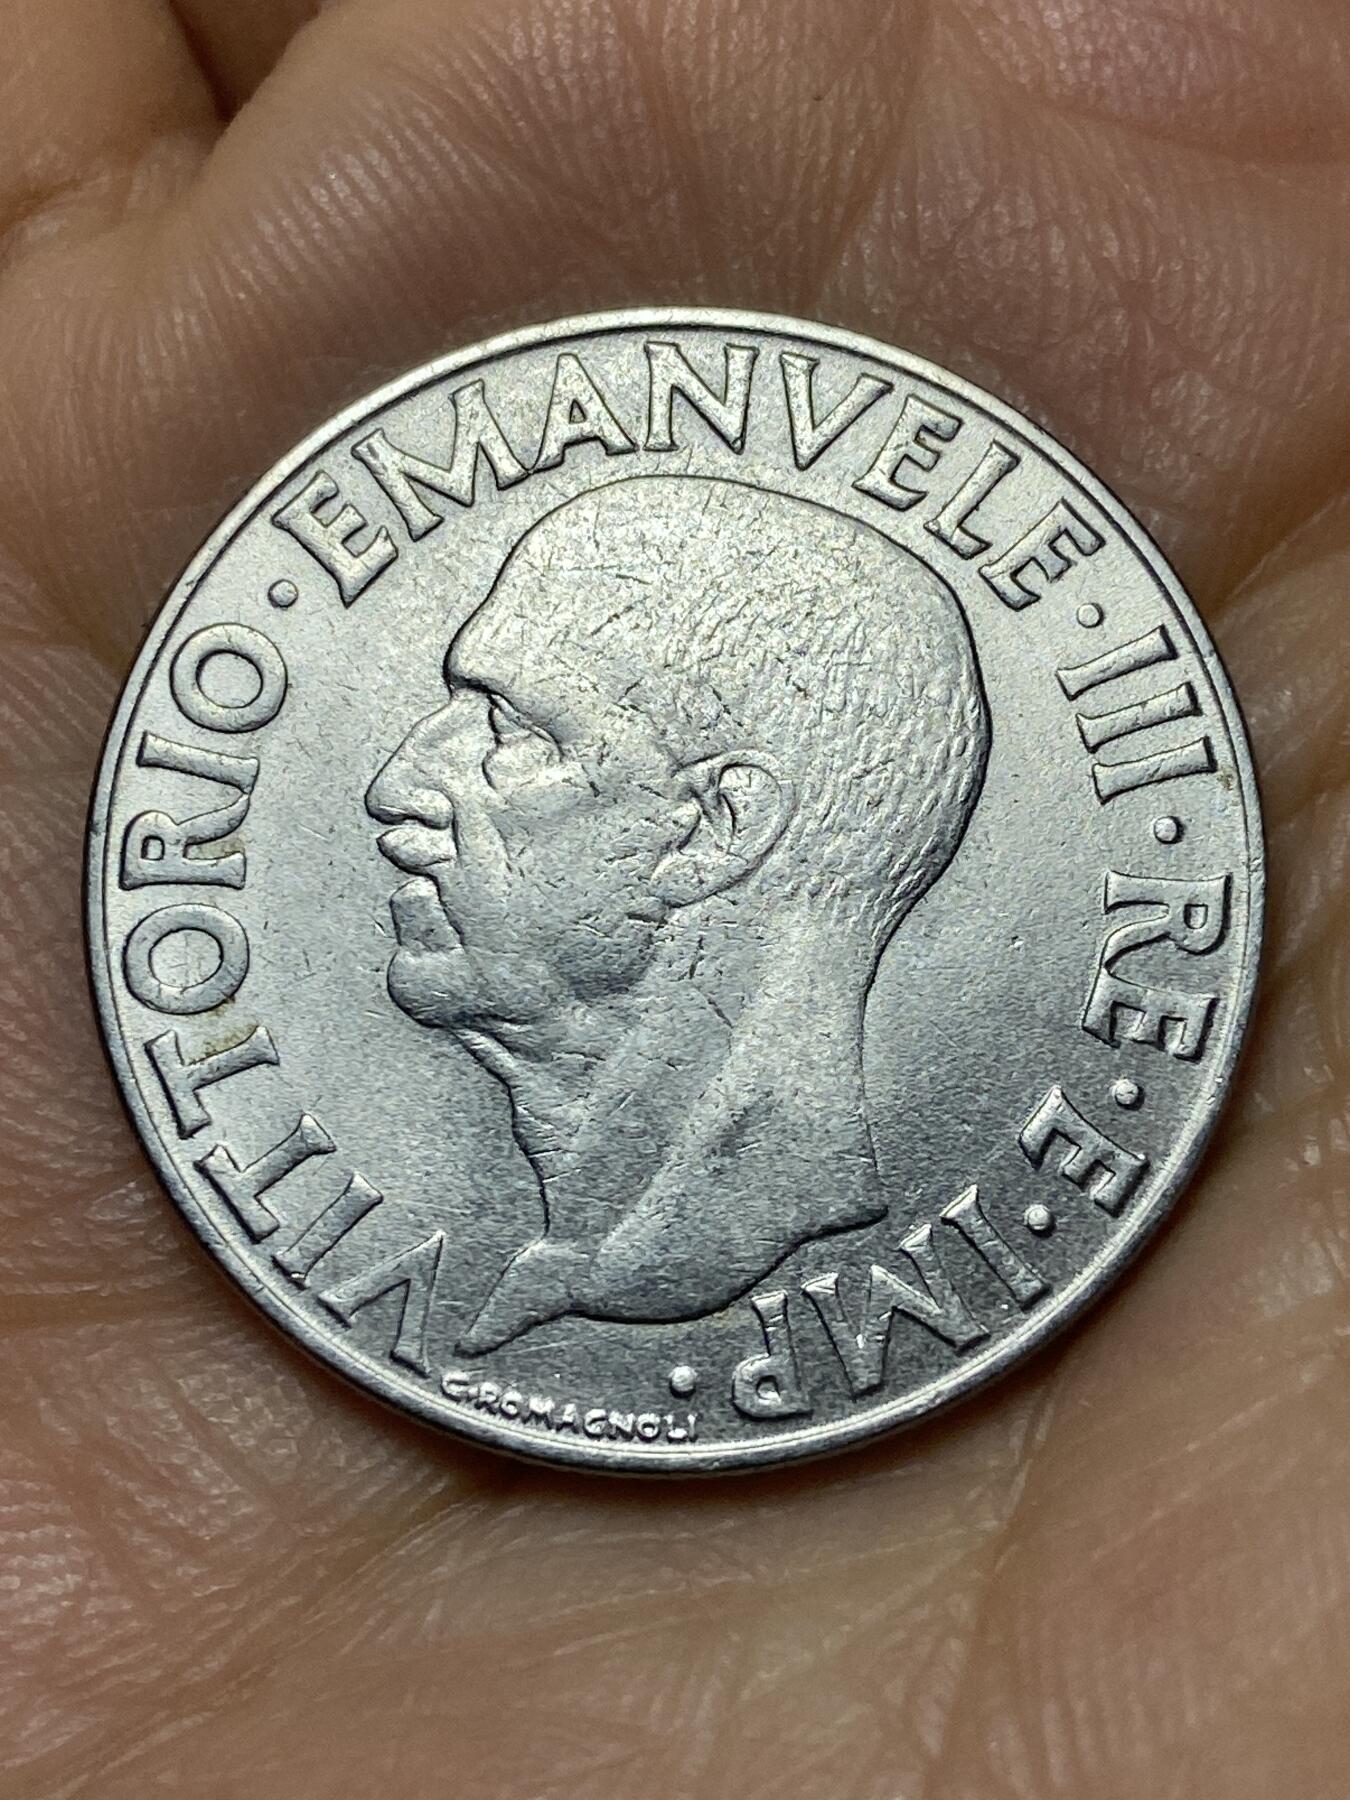 VITTORIO · EMANVELE · III · RE · E · IMP ·
G. ROMAGNOLI